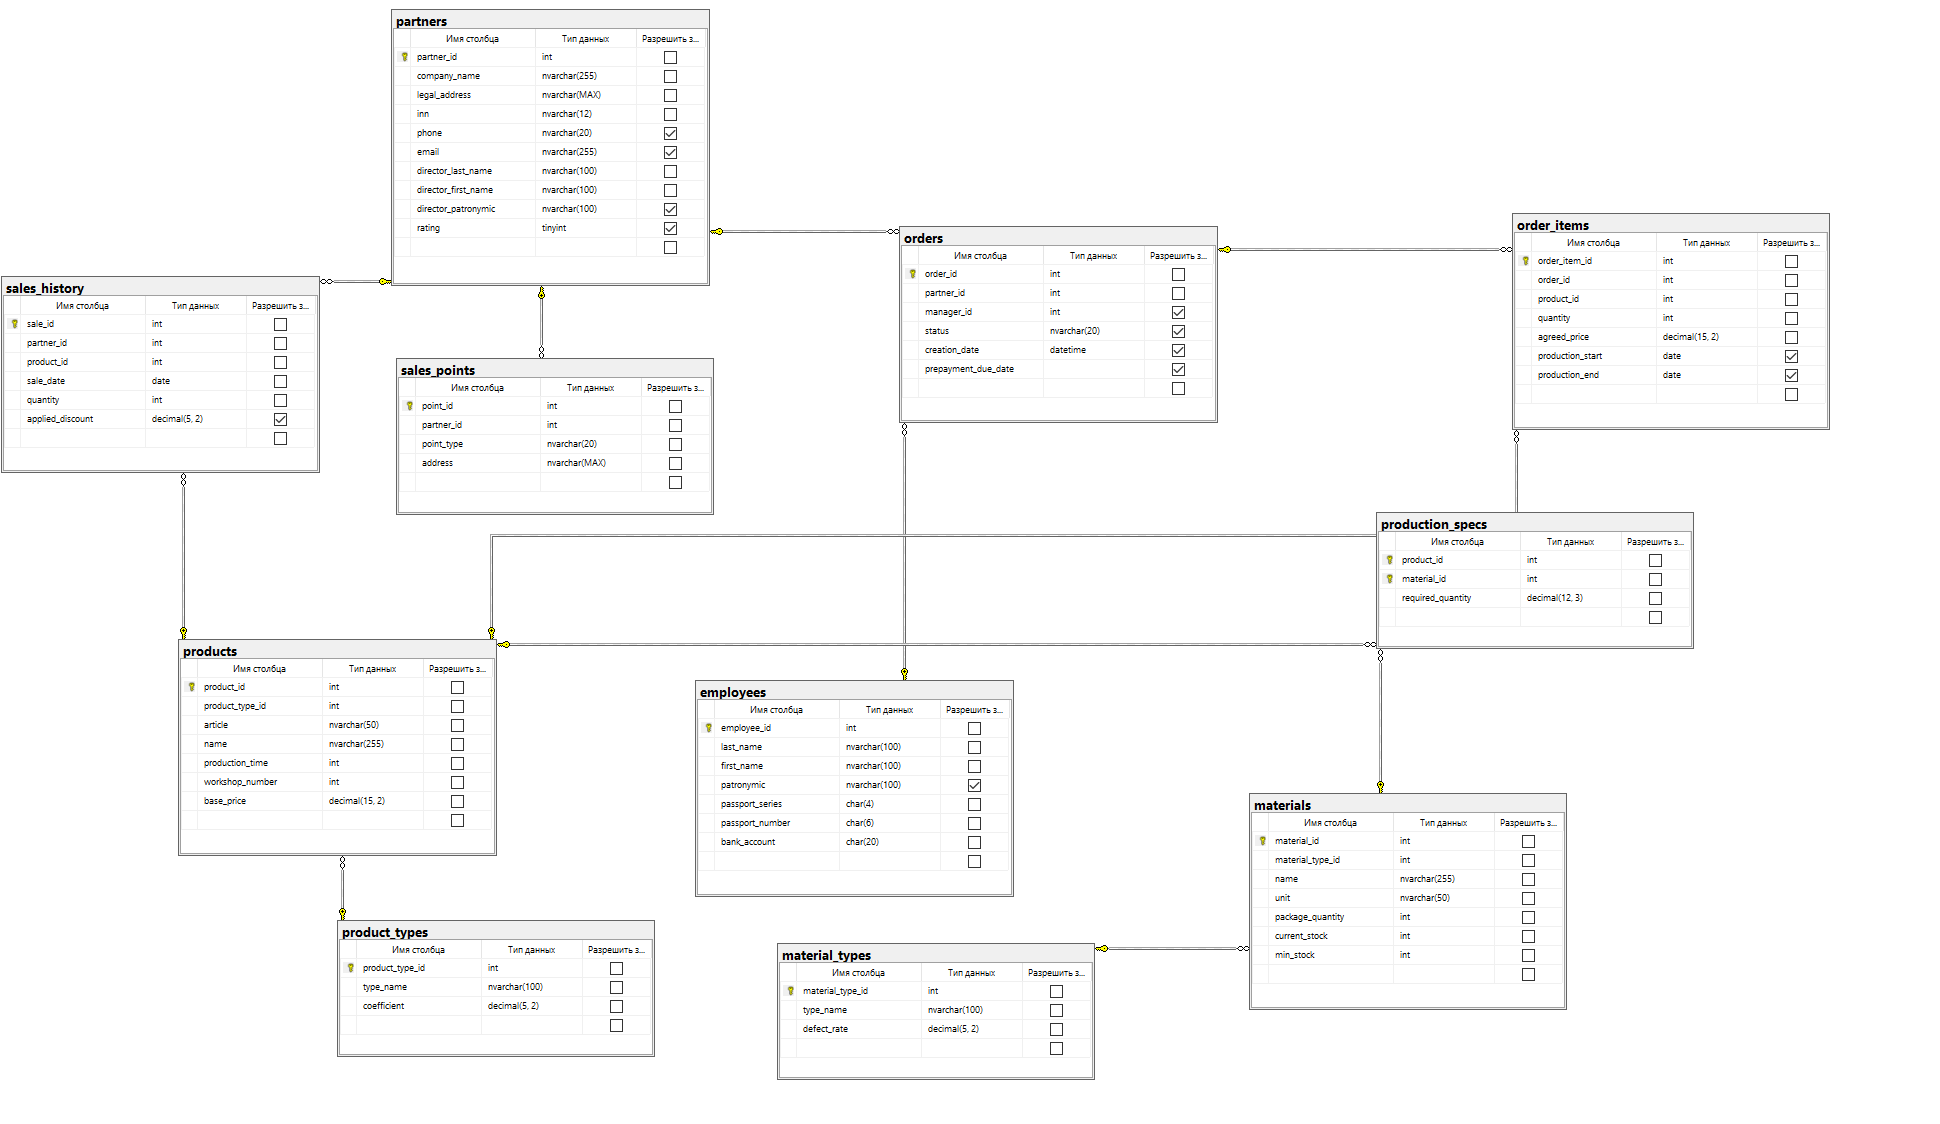 partners
Имя столбца Тип данных Разрешить з...
partner_id int
company_name nvarchar(255)
legal_address nvarchar(MAX)
inn nvarchar(12)
phone nvarchar(20)
email nvarchar(255)
director_last_name nvarchar(100)
director_first_name nvarchar(100)
director_patronymic nvarchar(100)
rating tinyint
sales_history
Имя столбца Тип данных Разрешить з...
sale_id int
partner_id int
product_id int
sale_date date
quantity int
applied_discount decimal(5, 2)
sales_points
Имя столбца Тип данных Разрешить з...
point_id int
partner_id int
point_type nvarchar(20)
address nvarchar(MAX)
orders
Имя столбца Тип данных Разрешить з...
order_id int
partner_id int
manager_id int
status nvarchar(20)
creation_date datetime
prepayment_due_date
order_items
Имя столбца Тип данных Разрешить з...
order_item_id int
order_id int
product_id int
quantity int
agreed_price decimal(15, 2)
production_start date
production_end date
production_specs
Имя столбца Тип данных Разрешить з...
product_id int
material_id int
required_quantity decimal(12, 3)
products
Имя столбца Тип данных Разрешить з...
product_id int
product_type_id int
article nvarchar(50)
name nvarchar(255)
production_time int
workshop_number int
base_price decimal(15, 2)
employees
Имя столбца Тип данных Разрешить з...
employee_id int
last_name nvarchar(100)
first_name nvarchar(100)
patronymic nvarchar(100)
passport_series char(4)
passport_number char(6)
bank_account char(20)
materials
Имя столбца Тип данных Разрешить з...
material_id int
material_type_id int
name nvarchar(255)
unit nvarchar(50)
package_quantity int
current_stock int
min_stock int
product_types
Имя столбца Тип данных Разрешить з...
product_type_id int
type_name nvarchar(100)
coefficient decimal(5, 2)
material_types
Имя столбца Тип данных Разрешить з...
material_type_id int
type_name nvarchar(100)
defect_rate decimal(5, 2)